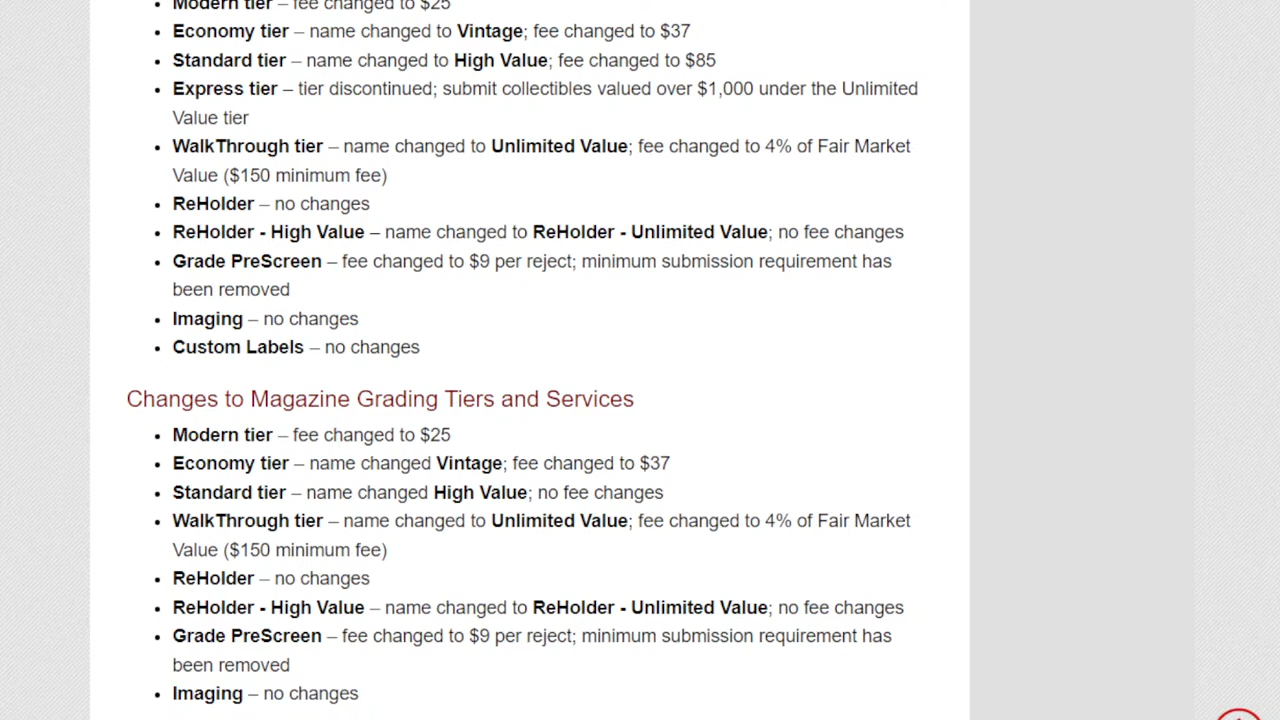 Modern tier – fee changed to $25
Economy tier – name changed to Vintage; fee changed to $37
Standard tier – name changed to High Value; fee changed to $85
Express tier – tier discontinued; submit collectibles valued over $1,000 under the Unlimited
Value tier
WalkThrough tier – name changed to Unlimited Value; fee changed to 4% of Fair Market
Value ($150 minimum fee)
ReHolder – no changes
ReHolder - High Value – name changed to ReHolder - Unlimited Value; no fee changes
Grade PreScreen – fee changed to $9 per reject; minimum submission requirement has
been removed
Imaging – no changes
Custom Labels – no changes
Changes to Magazine Grading Tiers and Services
Modern tier – fee changed to $25
Economy tier – name changed Vintage; fee changed to $37
Standard tier – name changed High Value; no fee changes
WalkThrough tier – name changed to Unlimited Value; fee changed to 4% of Fair Market
Value ($150 minimum fee)
ReHolder – no changes
ReHolder - High Value – name changed to ReHolder - Unlimited Value; no fee changes
Grade PreScreen – fee changed to $9 per reject; minimum submission requirement has
been removed
Imaging – no changes